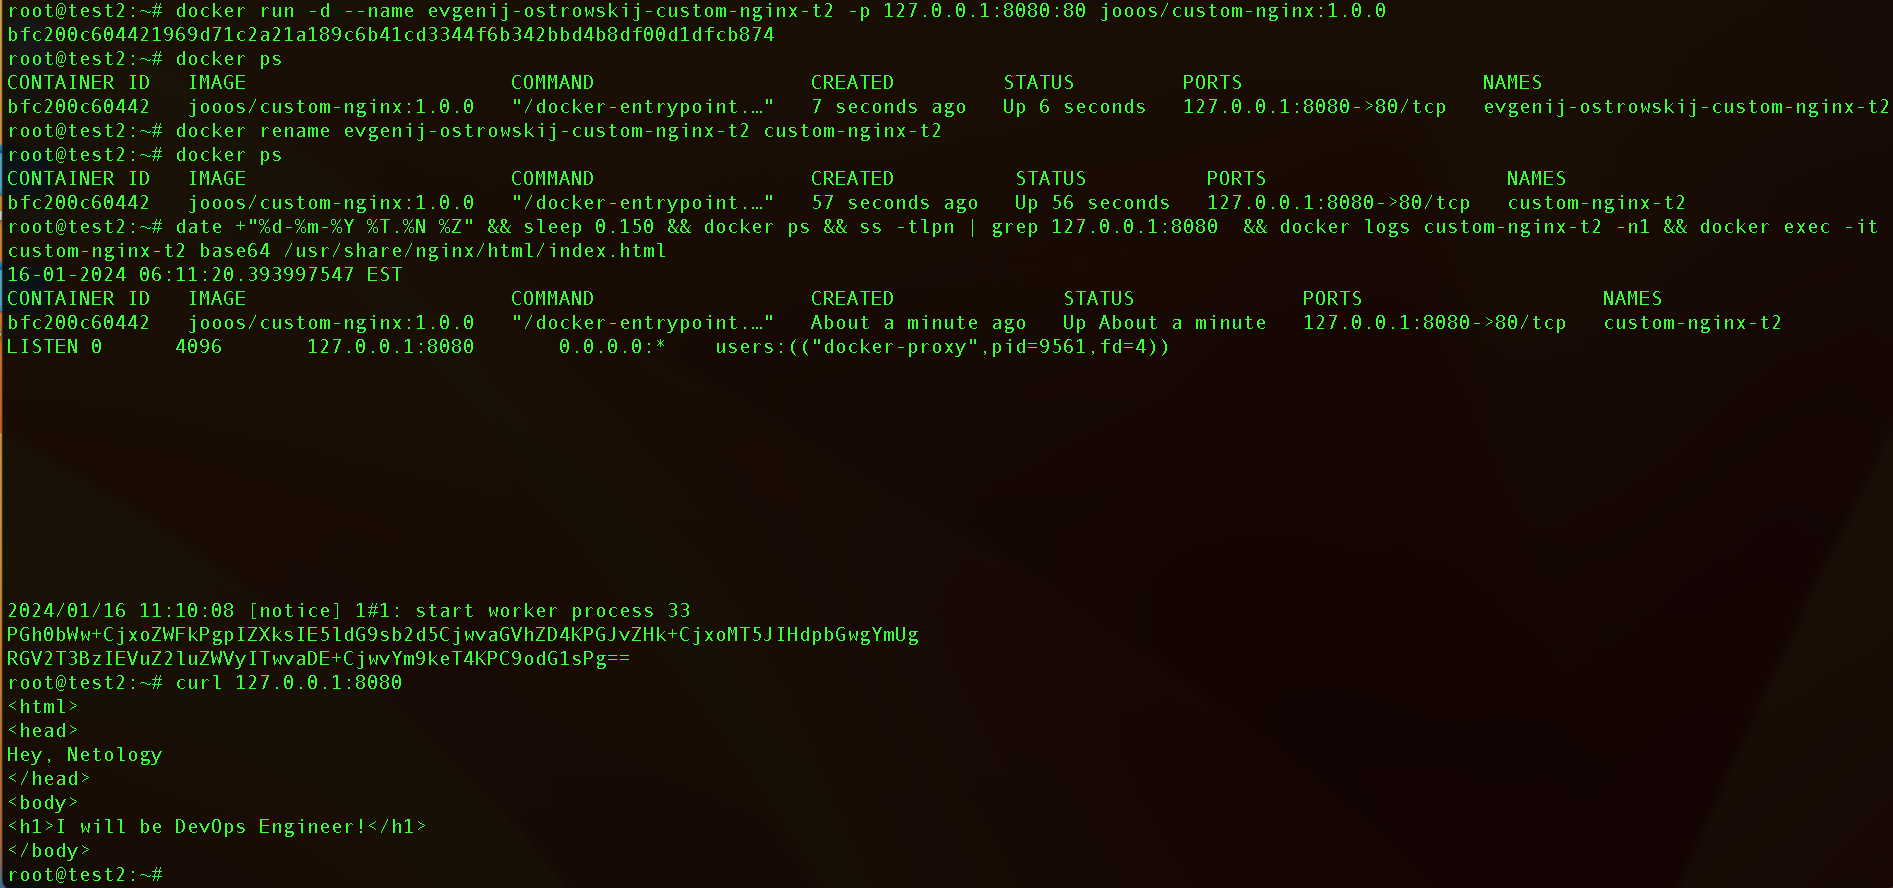 root@test2:~# docker run -d --name evgenij-ostrowskij-custom-nginx-t2 -p 127.0.0.1:8080:80 jooos/custom-nginx:1.0.0
bfc200c604421969d71c2a21a189c6b41cd3344f6b342bbd4b8df00d1dfcb874
root@test2:~# docker ps
CONTAINER ID   IMAGE                      COMMAND                  CREATED         STATUS         PORTS                    NAMES
bfc200c60442   jooos/custom-nginx:1.0.0   "/docker-entrypoint.…"   7 seconds ago   Up 6 seconds   127.0.0.1:8080->80/tcp   evgenij-ostrowskij-custom-nginx-t2
root@test2:~# docker rename evgenij-ostrowskij-custom-nginx-t2 custom-nginx-t2
root@test2:~# docker ps
CONTAINER ID   IMAGE                      COMMAND                  CREATED          STATUS          PORTS                    NAMES
bfc200c60442   jooos/custom-nginx:1.0.0   "/docker-entrypoint.…"   57 seconds ago   Up 56 seconds   127.0.0.1:8080->80/tcp   custom-nginx-t2
root@test2:~# date +"%d-%m-%Y %T.%N %Z" && sleep 0.150 && docker ps && ss -tlpn | grep 127.0.0.1:8080  && docker logs custom-nginx-t2 -n1 && docker exec -it
custom-nginx-t2 base64 /usr/share/nginx/html/index.html
16-01-2024 06:11:20.393997547 EST
CONTAINER ID   IMAGE                      COMMAND                  CREATED              STATUS              PORTS                    NAMES
bfc200c60442   jooos/custom-nginx:1.0.0   "/docker-entrypoint.…"   About a minute ago   Up About a minute   127.0.0.1:8080->80/tcp   custom-nginx-t2
LISTEN 0      4096       127.0.0.1:8080       0.0.0.0:*    users:(("docker-proxy",pid=9561,fd=4))
2024/01/16 11:10:08 [notice] 1#1: start worker process 33
PGh0bWw+CjxoZWFkPgpIZXksIE5ldG9sb2d5CjwvaGVhZD4KPGJvZHk+CjxoMT5JIHdpbGwgYmUg
RGV2T3BzIEVuZ2luZWVyITwvaDE+CjwvYm9keT4KPC9odG1sPg==
root@test2:~# curl 127.0.0.1:8080
<html>
<head>
Hey, Netology
</head>
<body>
<h1>I will be DevOps Engineer!</h1>
</body>
root@test2:~#